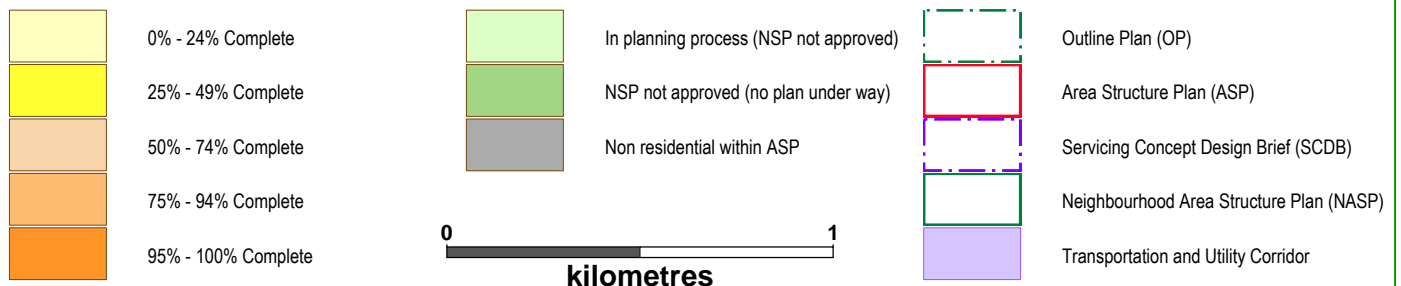 0% - 24% Complete
25% - 49% Complete
50% - 74% Complete
75% - 94% Complete
95% - 100% Complete
In planning process (NSP not approved)
NSP not approved (no plan under way)
Non residential within ASP
0 1
kilometres
Outline Plan (OP)
Area Structure Plan (ASP)
Servicing Concept Design Brief (SCDB)
Neighbourhood Area Structure Plan (NASP)
Transportation and Utility Corridor